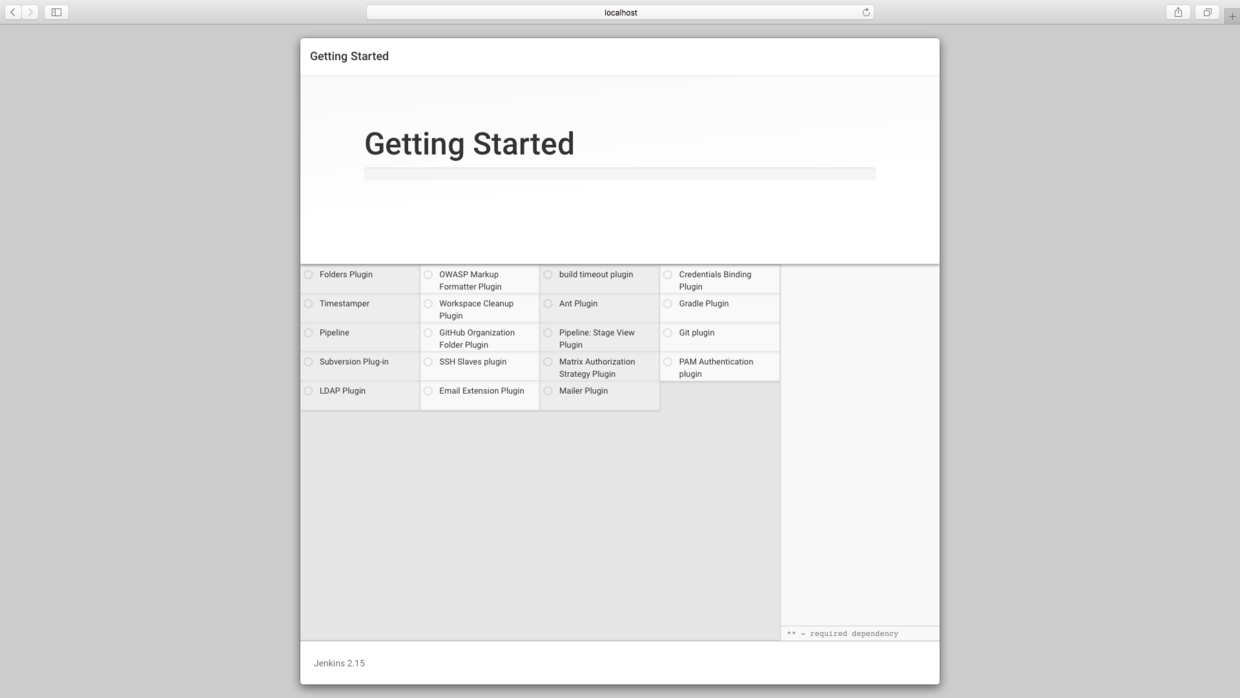 localhost
Getting Started
Getting Started
Folders Plugin
OWASP Markup
Formatter Plugin
build timeout plugin
Credentials Binding
Plugin
Timestamper
Workspace Cleanup
Plugin
Ant Plugin
Gradle Plugin
Pipeline
GitHub Organization
Folder Plugin
Pipeline: Stage View
Plugin
Git plugin
Subversion Plug-in
SSH Slaves plugin
Matrix Authorization
Strategy Plugin
PAM Authentication
plugin
LDAP Plugin
Email Extension Plugin
Mailer Plugin
** - required dependency
Jenkins 2.15